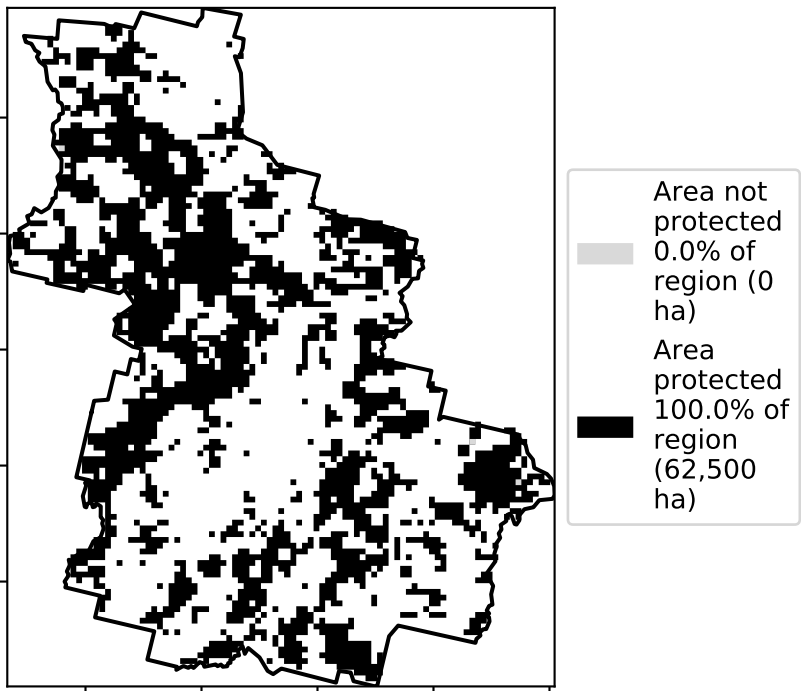 Area not
protected
0.0% of
region (0
ha)
Area
protected
100.0% of
region
(62,500
ha)